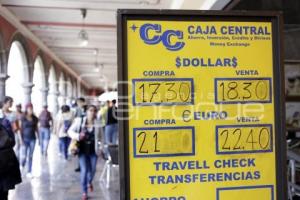 CC CAJA CENTRAL
Ahorro, Inversión, Crédito y Divisas
Money Exchange
$DOLLAR$
COMPRA VENTA
17.30 18.30
€URO
COMPRA VENTA
21 22.40
TRAVELL CHECK
TRANSFERENCIAS
AHORRO